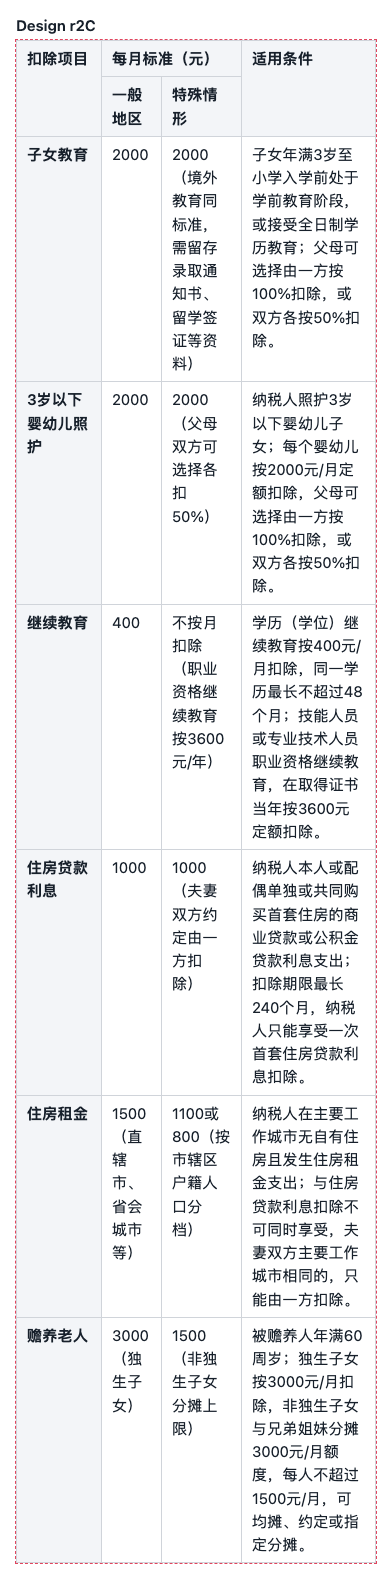 Design r2C
扣除项目
每月标准（元）
适用条件
一般
地区
特殊情
形
子女教育
2000
2000
（境外
教育同
标准，
需留存
录取通
知书、
留学签
证等资
料）
子女年满3岁至
小学入学前处于
学前教育阶段，
或接受全日制学
历教育；父母可
选择由一方按
100%扣除，或
双方各按50%扣
除。
3岁以下
婴幼儿照
护
2000
2000
（父母
双方可
选择各
扣
50%）
纳税人照护3岁
以下婴幼儿子
女；每个婴幼儿
按2000元/月定
额扣除，父母可
选择由一方按
100%扣除，或
双方各按50%扣
除。
继续教育
400
不按月
扣除
（职业
资格继
续教育
按3600
元/年）
学历（学位）继
续教育按400元/
月扣除，同一学
历最长不超过48
个月；技能人员
或专业技术人员
职业资格继续教
育，在取得证书
当年按3600元
定额扣除。
住房贷款
利息
1000
1000
（夫妻
双方约
定由一
方扣
除）
纳税人本人或配
偶单独或共同购
买首套住房的商
业贷款或公积金
贷款利息支出；
扣除期限最长
240个月，纳税
人只能享受一次
首套住房贷款利
息扣除。
住房租金
1500
（直
辖
市、
省会
城市
等）
1100或
800（按
市辖区
户籍人
口分
档）
纳税人在主要工
作城市无自有住
房且发生住房租
金支出；与住房
贷款利息扣除不
可同时享受，夫
妻双方主要工作
城市相同的，只
能由一方扣除。
赡养老人
3000
（独
生子
女）
1500
（非独
生子女
分摊上
限）
被赡养人年满60
周岁；独生子女
按3000元/月扣
除，非独生子女
与兄弟姐妹分摊
3000元/月额
度，每人不超过
1500元/月，可
均摊、约定或指
定分摊。